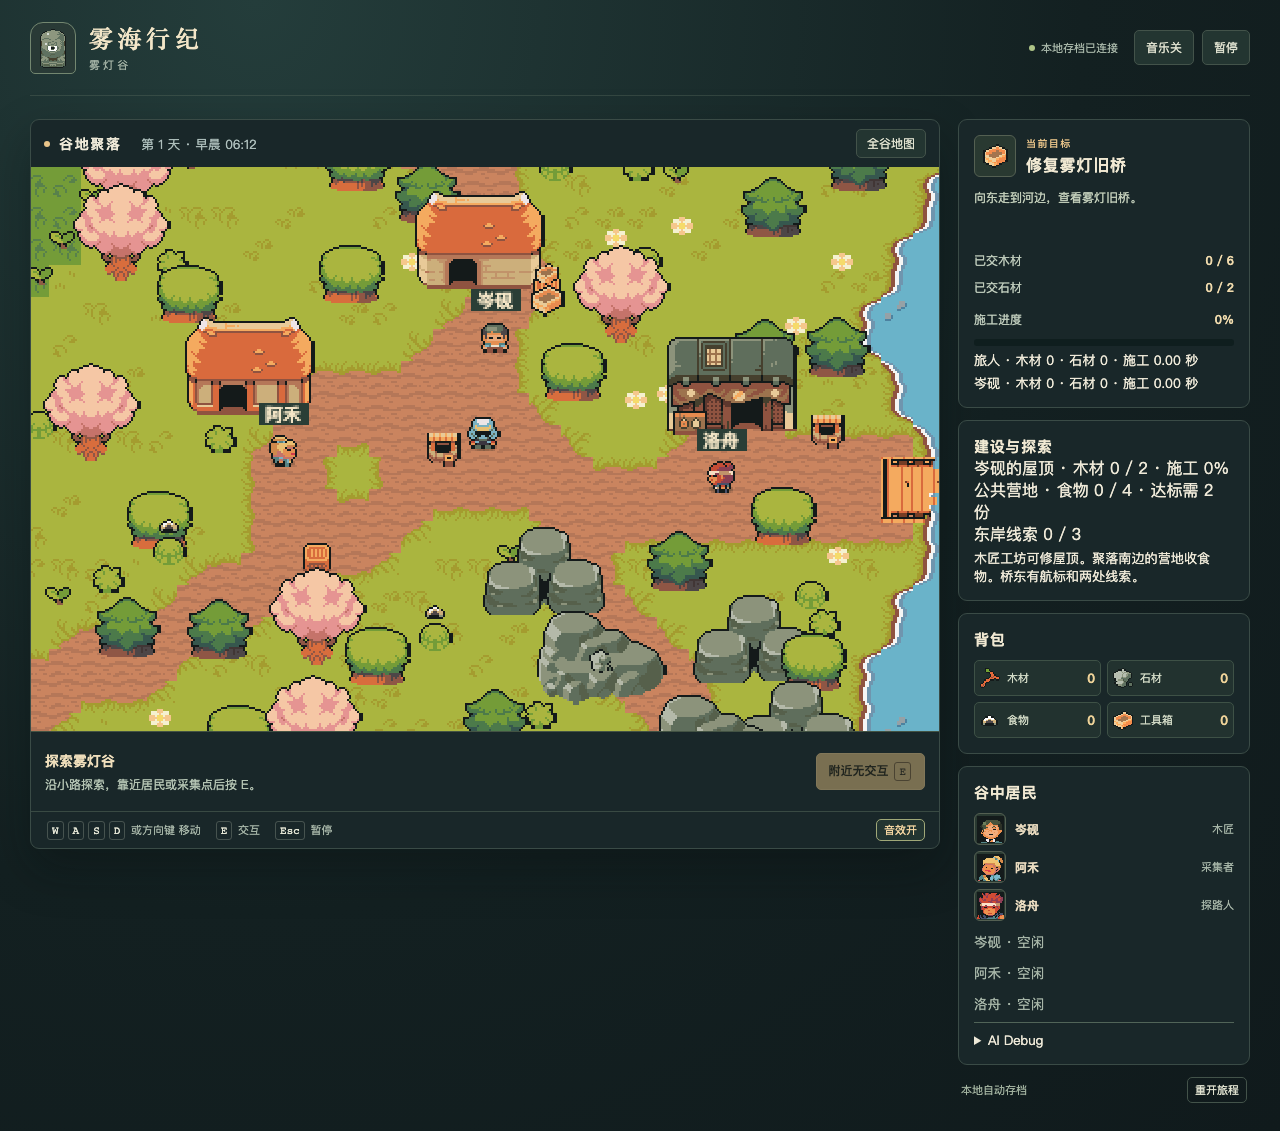 雾海行纪
雾灯谷
本地存档已连接
音乐关
暂停
谷地聚落
第 1 天 · 早晨 06:12
全谷地图
岑砚
阿禾
洛舟
探索雾灯谷
沿小路探索，靠近居民或采集点后按 E。
附近无交互 E
W A S D 或方向键 移动 E 交互 Esc 暂停
音效开
当前目标
修复雾灯旧桥
向东走到河边，查看雾灯旧桥。
已交木材 0 / 6
已交石材 0 / 2
施工进度 0%
旅人 · 木材 0 · 石材 0 · 施工 0.00 秒
岑砚 · 木材 0 · 石材 0 · 施工 0.00 秒
建设与探索
岑砚的屋顶 · 木材 0 / 2 · 施工 0%
公共营地 · 食物 0 / 4 · 达标需 2
份
东岸线索 0 / 3
木匠工坊可修屋顶。聚落南边的营地收食
物。桥东有航标和两处线索。
背包
木材 0
石材 0
食物 0
工具箱 0
谷中居民
岑砚 木匠
阿禾 采集者
洛舟 探路人
岑砚 · 空闲
阿禾 · 空闲
洛舟 · 空闲
AI Debug
本地自动存档
重开旅程